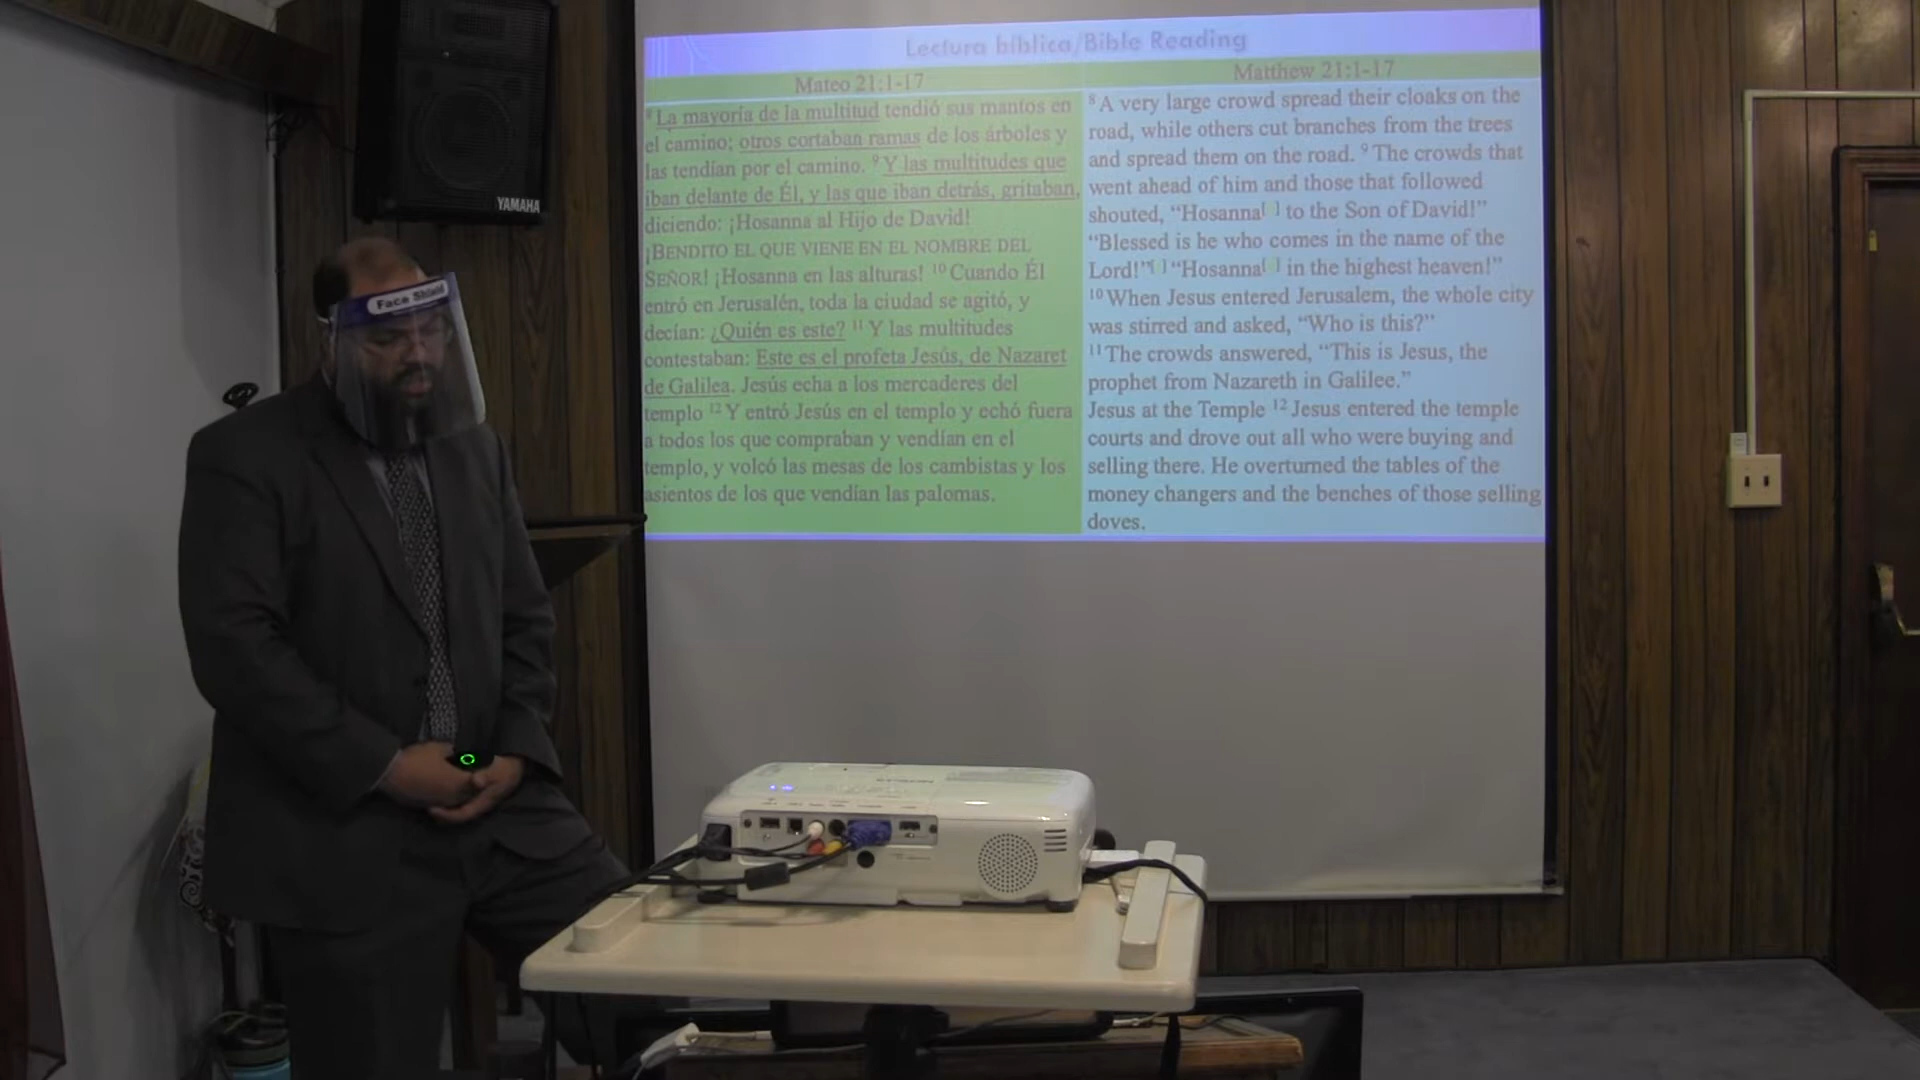 YAMAHA
Face Shield
Lectura bíblica/Bible Reading
Mateo 21:1-17
⁸ La mayoría de la multitud tendió sus mantos en
el camino; otros cortaban ramas de los árboles y
las tendían por el camino. ⁹ Y las multitudes que
iban delante de Él, y las que iban detrás, gritaban,
diciendo: ¡Hosanna al Hijo de David!
¡BENDITO EL QUE VIENE EN EL NOMBRE DEL
SEÑOR! ¡Hosanna en las alturas! ¹⁰ Cuando Él
entró en Jerusalén, toda la ciudad se agitó, y
decían: ¿Quién es este? ¹¹ Y las multitudes
contestaban: Este es el profeta Jesús, de Nazaret
de Galilea. Jesús echa a los mercaderes del
templo ¹² Y entró Jesús en el templo y echó fuera
a todos los que compraban y vendían en el
templo, y volcó las mesas de los cambistas y los
asientos de los que vendían las palomas.
Matthew 21:1-17
⁸ A very large crowd spread their cloaks on the
road, while others cut branches from the trees
and spread them on the road. ⁹ The crowds that
went ahead of him and those that followed
shouted, “Hosanna[ ] to the Son of David!”
“Blessed is he who comes in the name of the
Lord!”[ ] “Hosanna[ ] in the highest heaven!”
¹⁰ When Jesus entered Jerusalem, the whole city
was stirred and asked, “Who is this?”
¹¹ The crowds answered, “This is Jesus, the
prophet from Nazareth in Galilee.”
Jesus at the Temple ¹² Jesus entered the temple
courts and drove out all who were buying and
selling there. He overturned the tables of the
money changers and the benches of those selling
doves.